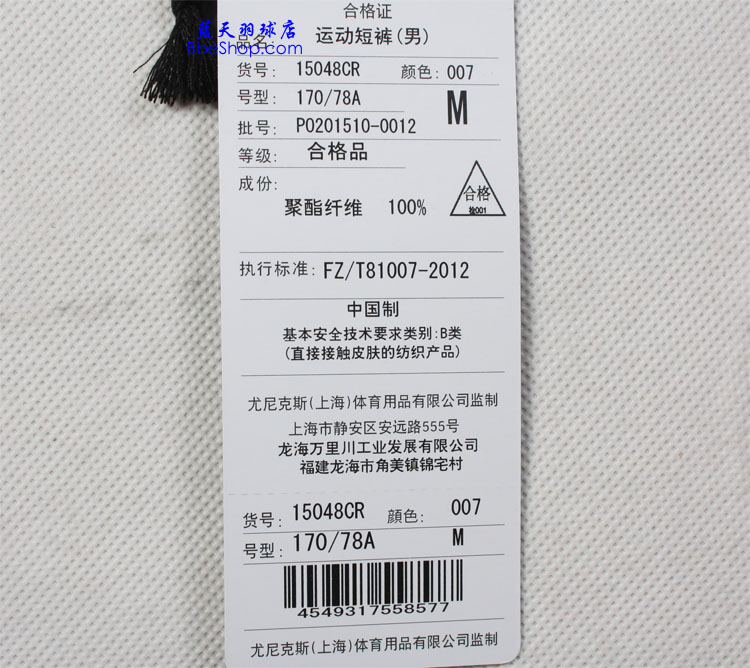 合格证
蓝天羽球店
BbeShop.com
品名: 运动短裤(男)
货号: 15048CR 颜色: 007
号型: 170/78A M
批号: P0201510-0012
等级: 合格品
成份:
聚酯纤维 100%
合格
检001
执行标准: FZ/T81007-2012
中国制
基本安全技术要求类别:B类
(直接接触皮肤的纺织产品)
尤尼克斯(上海)体育用品有限公司监制
上海市静安区安远路555号
龙海万里川工业发展有限公司
福建龙海市角美镇锦宅村
货号: 15048CR 颜色: 007
号型: 170/78A M
4549317558577
尤尼克斯(上海)体育用品有限公司监制